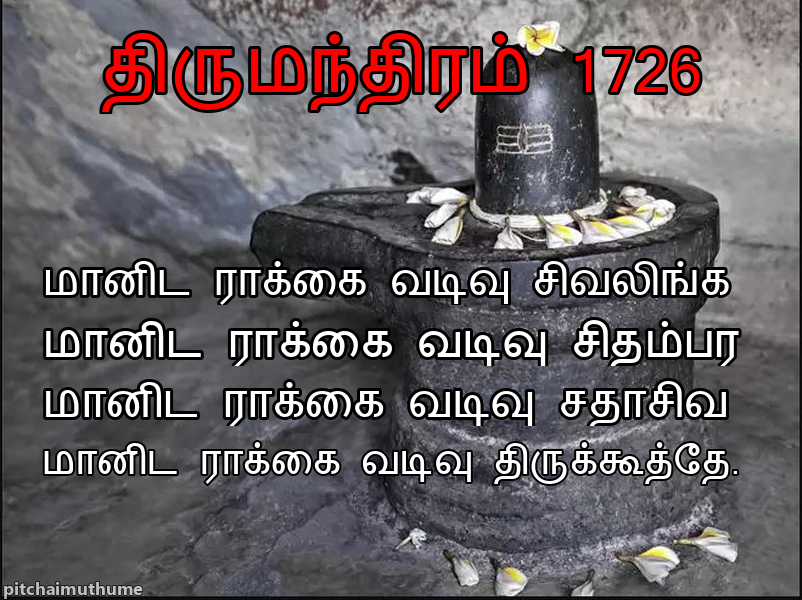 திருமந்திரம் 1726
மானிட ராக்கை வடிவு சிவலிங்க
மானிட ராக்கை வடிவு சிதம்பர
மானிட ராக்கை வடிவு சதாசிவ
மானிட ராக்கை வடிவு திருக்கூத்தே.
pitchaimuthume